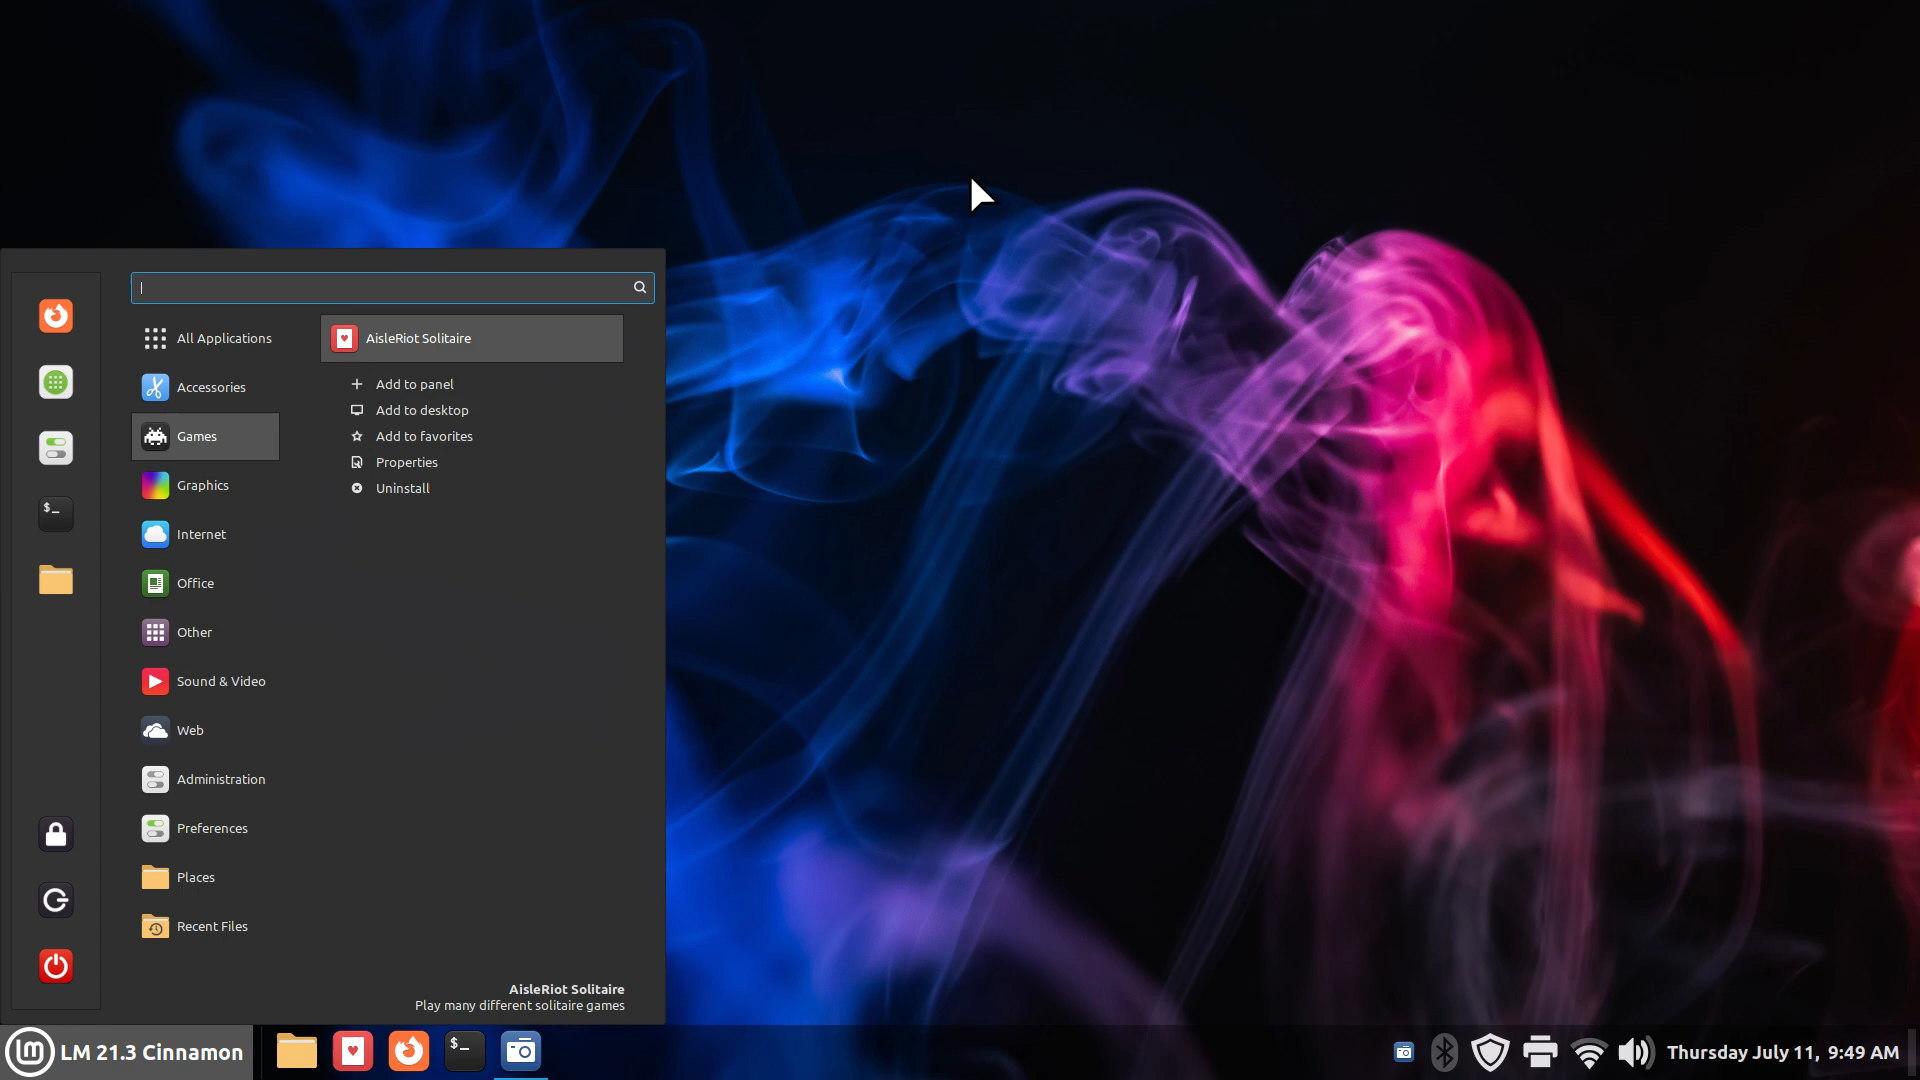 All Applications
Accessories
Games
Graphics
Internet
Office
Other
Sound & Video
Web
Administration
Preferences
Places
Recent Files
AisleRiot Solitaire
Add to panel
Add to desktop
Add to favorites
Properties
Uninstall
AisleRiot Solitaire
Play many different solitaire games
$_
LM 21.3 Cinnamon
$_
Thursday July 11, 9:49 AM